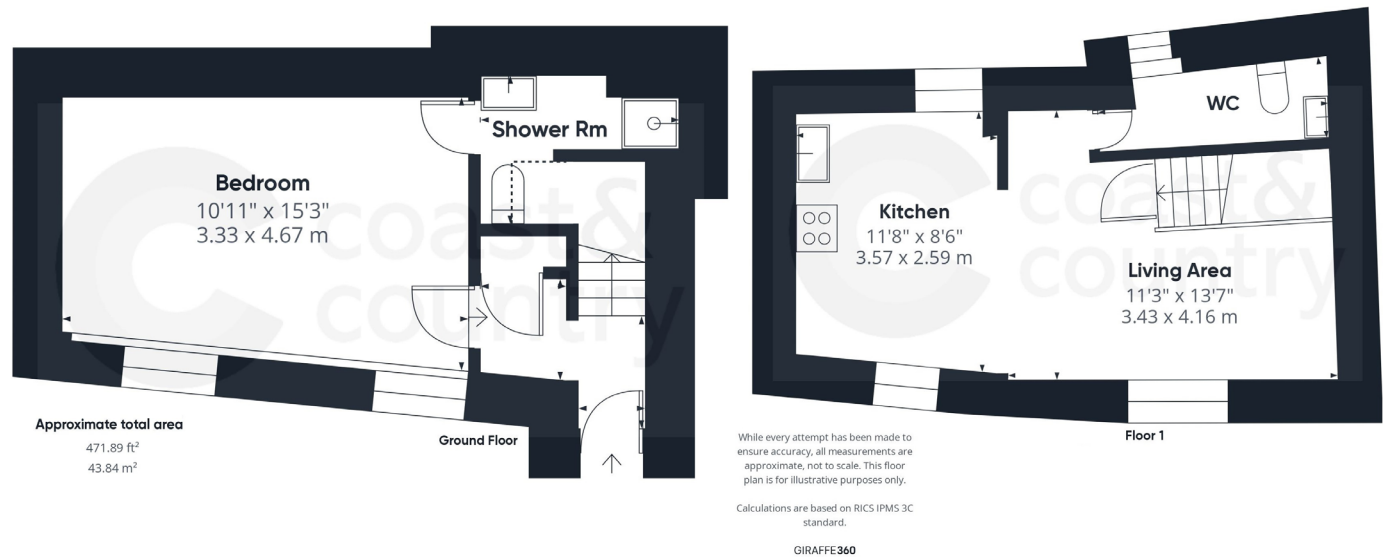 Shower Rm
Bedroom
10'11" x 15'3"
3.33 x 4.67 m
Approximate total area
471.89 ft²
43.84 m²
Ground Floor
WC
Kitchen
11'8" x 8'6"
3.57 x 2.59 m
Living Area
11'3" x 13'7"
3.43 x 4.16 m
Floor 1
While every attempt has been made to
ensure accuracy, all measurements are
approximate, not to scale. This floor
plan is for illustrative purposes only.
Calculations are based on RICS IPMS 3C
standard.
GIRAFFE360
coast&
country
coast&
country